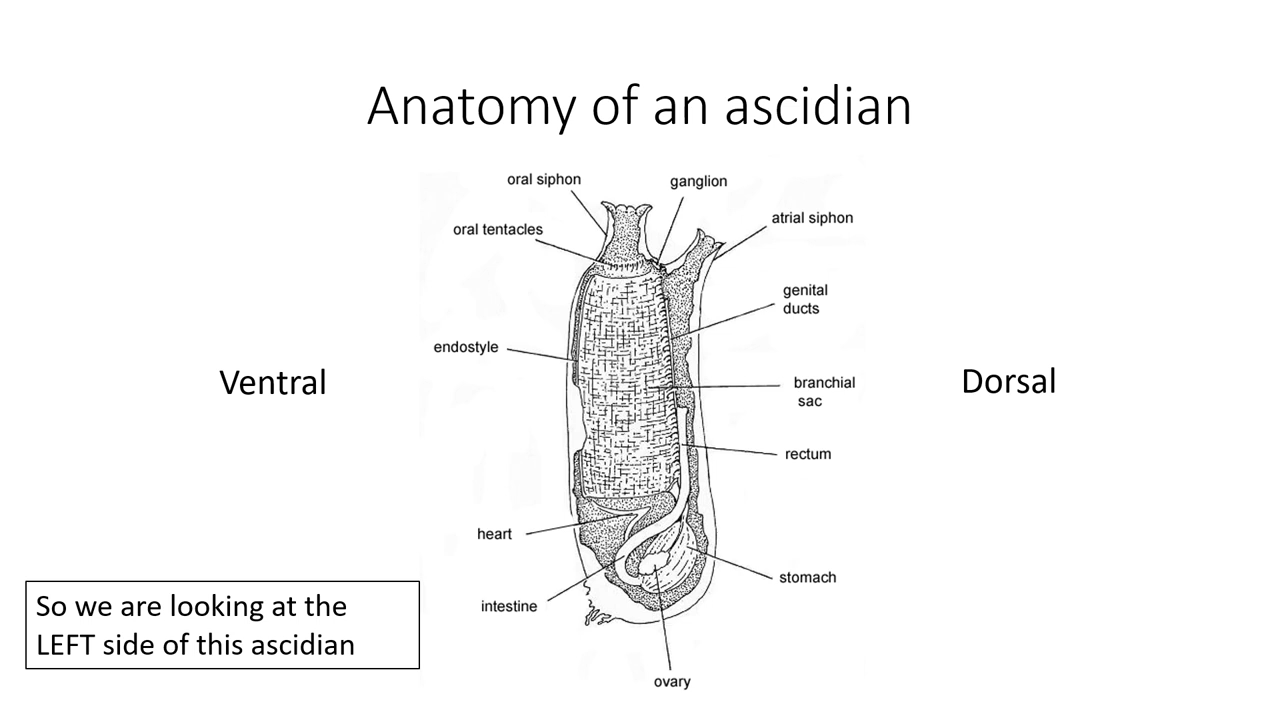 Anatomy of an ascidian
oral siphon
ganglion
oral tentacles
atrial siphon
genital
ducts
endostyle
Ventral
branchial
sac
Dorsal
rectum
heart
stomach
intestine
So we are looking at the
LEFT side of this ascidian
ovary